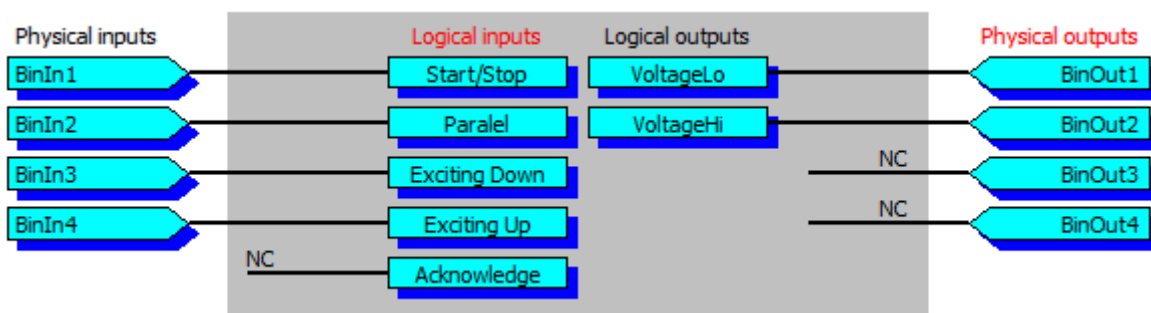 Physical inputs Logical inputs Logical outputs Physical outputs
BinIn1 Start/Stop VoltageLo BinOut1
BinIn2 Paralel VoltageHi BinOut2
BinIn3 Exciting Down NC BinOut3
BinIn4 Exciting Up NC BinOut4
NC Acknowledge